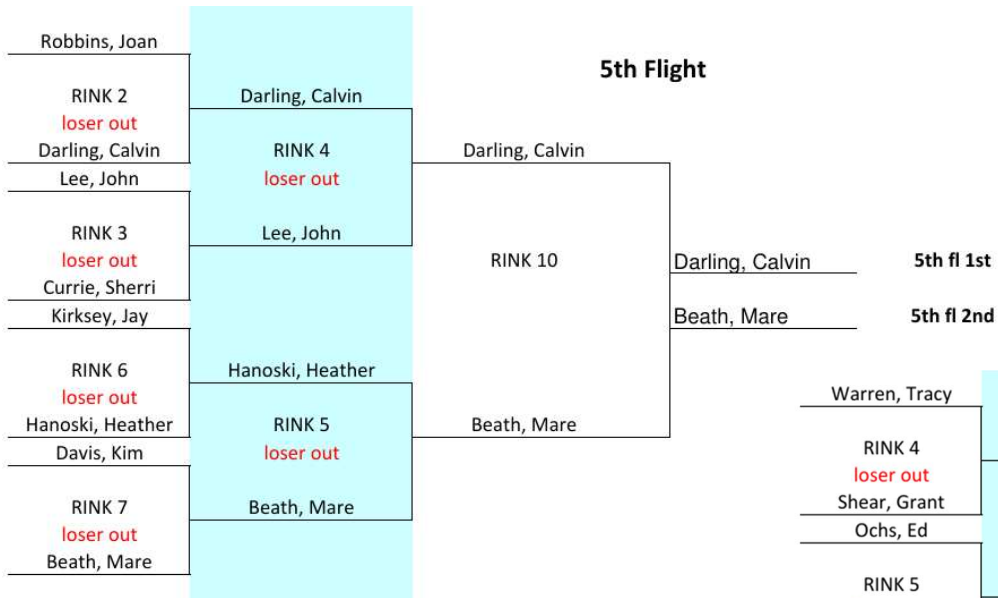 Robbins, Joan
5th Flight
RINK 2
Darling, Calvin
loser out
Darling, Calvin
RINK 4
Darling, Calvin
Lee, John
loser out
RINK 3
Lee, John
loser out
RINK 10
Darling, Calvin
5th fl 1st
Currie, Sherri
Kirksey, Jay
Beath, Mare
5th fl 2nd
RINK 6
Hanoski, Heather
loser out
Hanoski, Heather
RINK 5
Beath, Mare
Davis, Kim
loser out
RINK 7
Beath, Mare
loser out
Beath, Mare
Warren, Tracy
RINK 4
loser out
Shear, Grant
Ochs, Ed
RINK 5